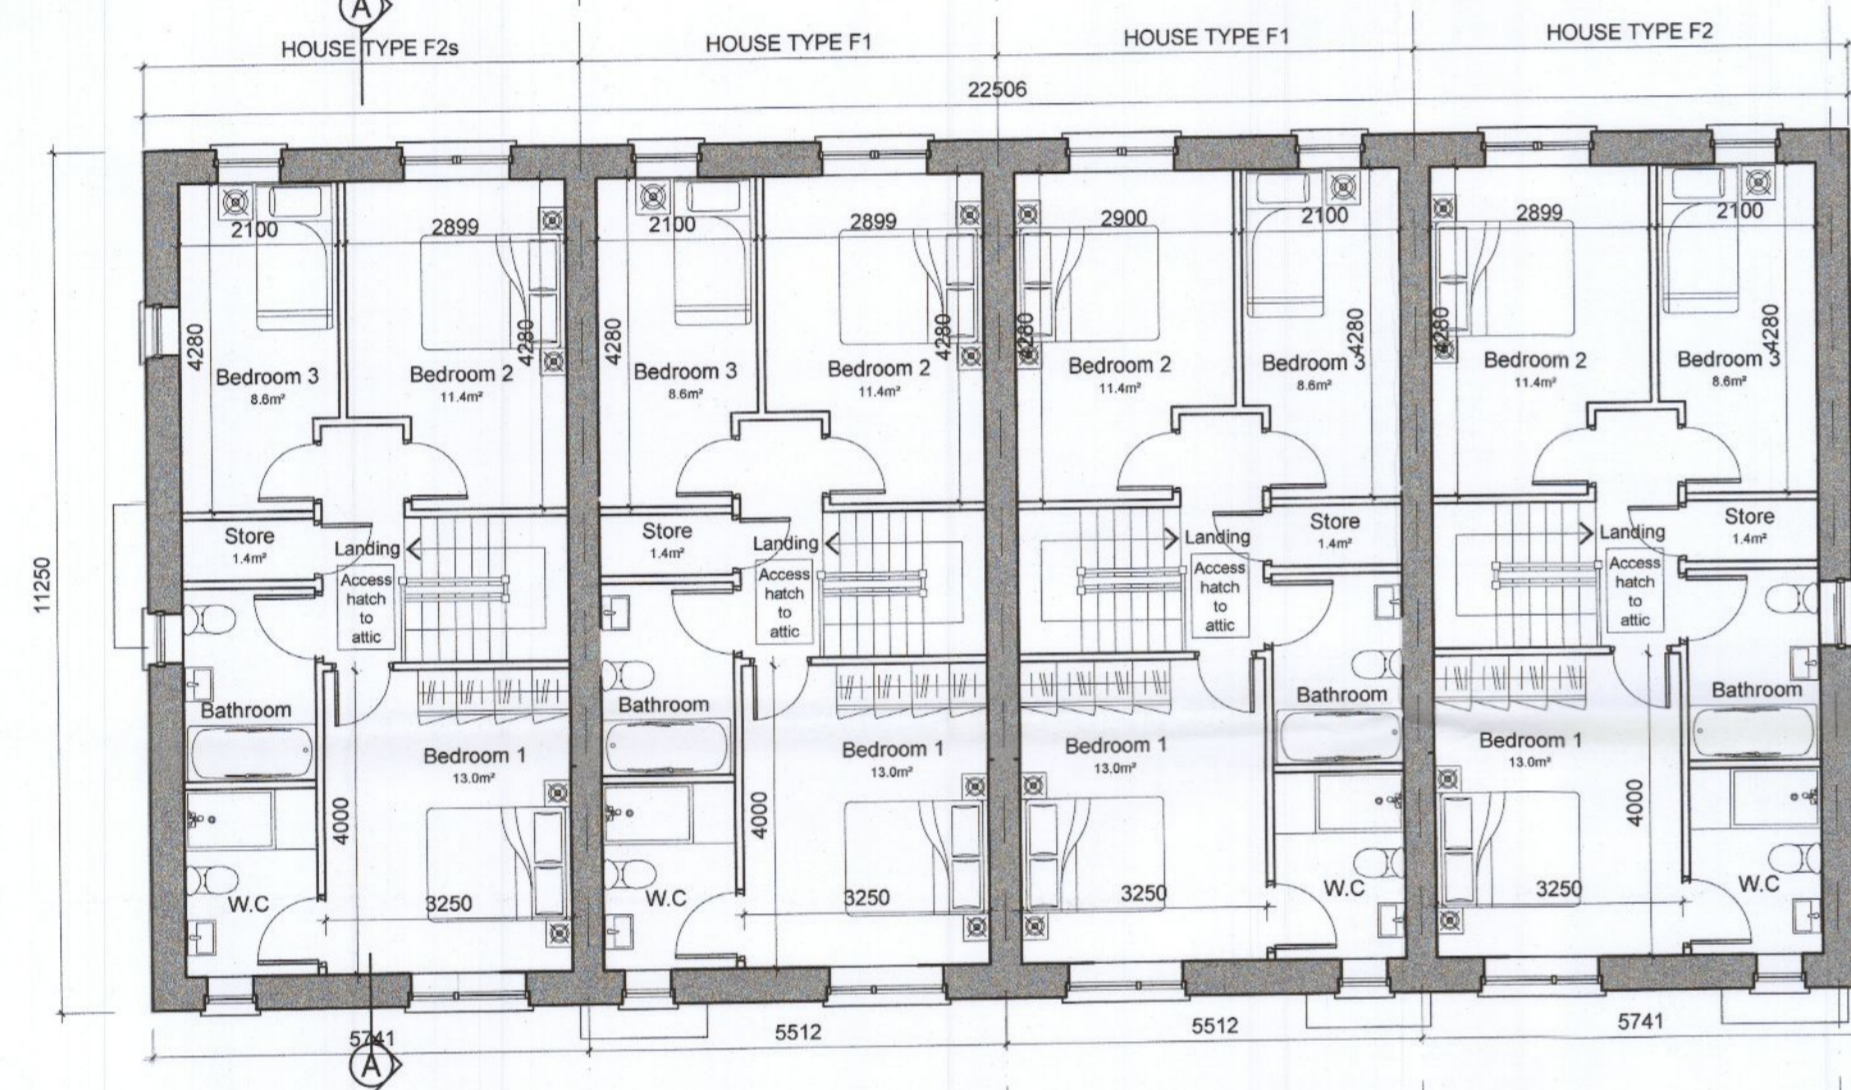 A
HOUSE TYPE F2s
HOUSE TYPE F1
HOUSE TYPE F1
HOUSE TYPE F2
22506
11250
2100
2899
4280
4280
Bedroom 3
8.6m²
Bedroom 2
11.4m²
Store
1.4m²
Landing
Access
hatch
to
attic
Bathroom
Bedroom 1
13.0m²
4000
3250
W.C
2100
2899
4280
4280
Bedroom 3
8.6m²
Bedroom 2
11.4m²
Store
1.4m²
Landing
Access
hatch
to
attic
Bathroom
Bedroom 1
13.0m²
4000
3250
W.C
2900
2100
4280
4280
Bedroom 2
11.4m²
Bedroom 3
8.6m²
Landing
Store
1.4m²
Access
hatch
to
attic
Bathroom
Bedroom 1
13.0m²
3250
W.C
2899
2100
4280
4280
Bedroom 2
11.4m²
Bedroom 3
8.6m²
Landing
Store
1.4m²
Access
hatch
to
attic
Bathroom
Bedroom 1
13.0m²
4000
3250
W.C
5741
5512
5512
5741
A